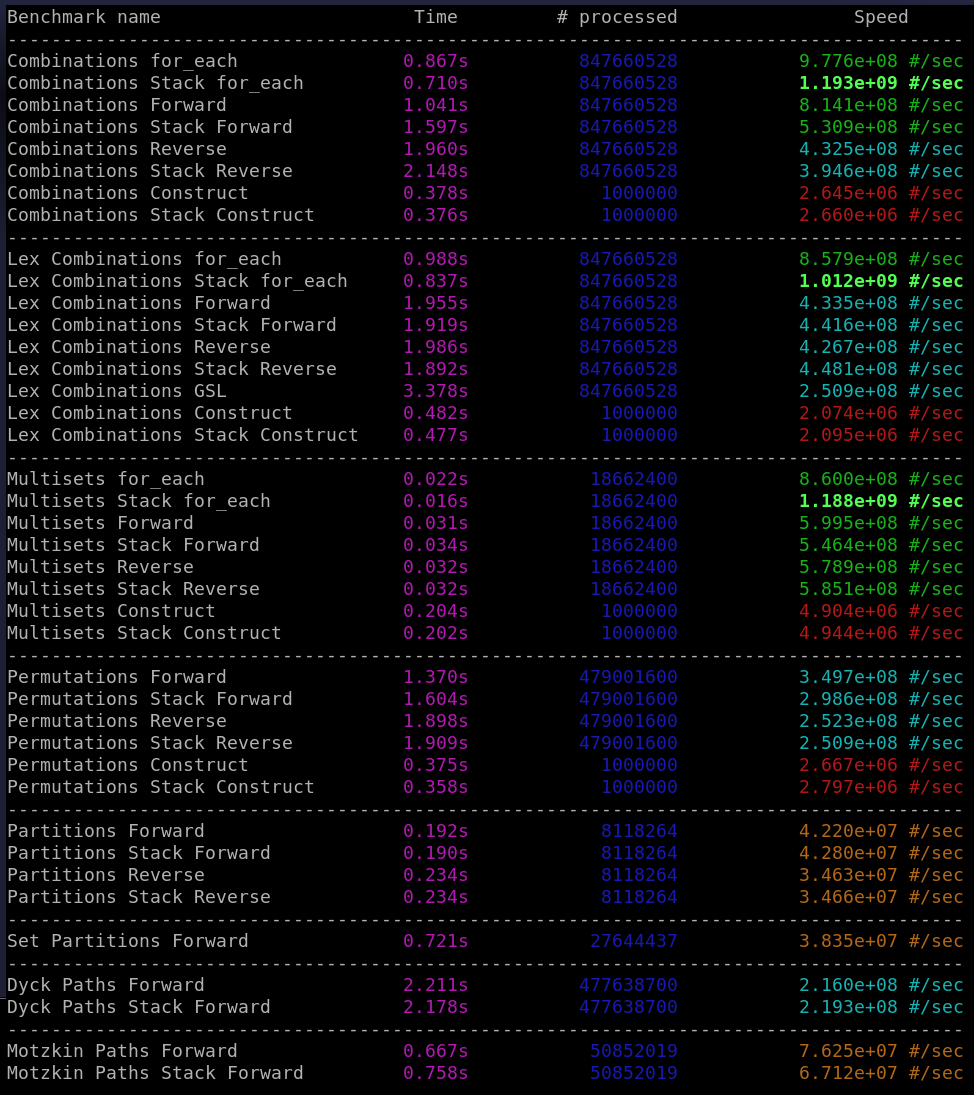 Benchmark name Time # processed Speed
----------------------------------------------------------------------------------------
Combinations for_each 0.867s 847660528 9.776e+08 #/sec
Combinations Stack for_each 0.710s 847660528 1.193e+09 #/sec
Combinations Forward 1.041s 847660528 8.141e+08 #/sec
Combinations Stack Forward 1.597s 847660528 5.309e+08 #/sec
Combinations Reverse 1.960s 847660528 4.325e+08 #/sec
Combinations Stack Reverse 2.148s 847660528 3.946e+08 #/sec
Combinations Construct 0.378s 1000000 2.645e+06 #/sec
Combinations Stack Construct 0.376s 1000000 2.660e+06 #/sec
----------------------------------------------------------------------------------------
Lex Combinations for_each 0.988s 847660528 8.579e+08 #/sec
Lex Combinations Stack for_each 0.837s 847660528 1.012e+09 #/sec
Lex Combinations Forward 1.955s 847660528 4.335e+08 #/sec
Lex Combinations Stack Forward 1.919s 847660528 4.416e+08 #/sec
Lex Combinations Reverse 1.986s 847660528 4.267e+08 #/sec
Lex Combinations Stack Reverse 1.892s 847660528 4.481e+08 #/sec
Lex Combinations GSL 3.378s 847660528 2.509e+08 #/sec
Lex Combinations Construct 0.482s 1000000 2.074e+06 #/sec
Lex Combinations Stack Construct 0.477s 1000000 2.095e+06 #/sec
----------------------------------------------------------------------------------------
Multisets for_each 0.022s 18662400 8.600e+08 #/sec
Multisets Stack for_each 0.016s 18662400 1.188e+09 #/sec
Multisets Forward 0.031s 18662400 5.995e+08 #/sec
Multisets Stack Forward 0.034s 18662400 5.464e+08 #/sec
Multisets Reverse 0.032s 18662400 5.789e+08 #/sec
Multisets Stack Reverse 0.032s 18662400 5.851e+08 #/sec
Multisets Construct 0.204s 1000000 4.904e+06 #/sec
Multisets Stack Construct 0.202s 1000000 4.944e+06 #/sec
----------------------------------------------------------------------------------------
Permutations Forward 1.370s 479001600 3.497e+08 #/sec
Permutations Stack Forward 1.604s 479001600 2.986e+08 #/sec
Permutations Reverse 1.898s 479001600 2.523e+08 #/sec
Permutations Stack Reverse 1.909s 479001600 2.509e+08 #/sec
Permutations Construct 0.375s 1000000 2.667e+06 #/sec
Permutations Stack Construct 0.358s 1000000 2.797e+06 #/sec
----------------------------------------------------------------------------------------
Partitions Forward 0.192s 8118264 4.220e+07 #/sec
Partitions Stack Forward 0.190s 8118264 4.280e+07 #/sec
Partitions Reverse 0.234s 8118264 3.463e+07 #/sec
Partitions Stack Reverse 0.234s 8118264 3.466e+07 #/sec
----------------------------------------------------------------------------------------
Set Partitions Forward 0.721s 27644437 3.835e+07 #/sec
----------------------------------------------------------------------------------------
Dyck Paths Forward 2.211s 477638700 2.160e+08 #/sec
Dyck Paths Stack Forward 2.178s 477638700 2.193e+08 #/sec
----------------------------------------------------------------------------------------
Motzkin Paths Forward 0.667s 50852019 7.625e+07 #/sec
Motzkin Paths Stack Forward 0.758s 50852019 6.712e+07 #/sec